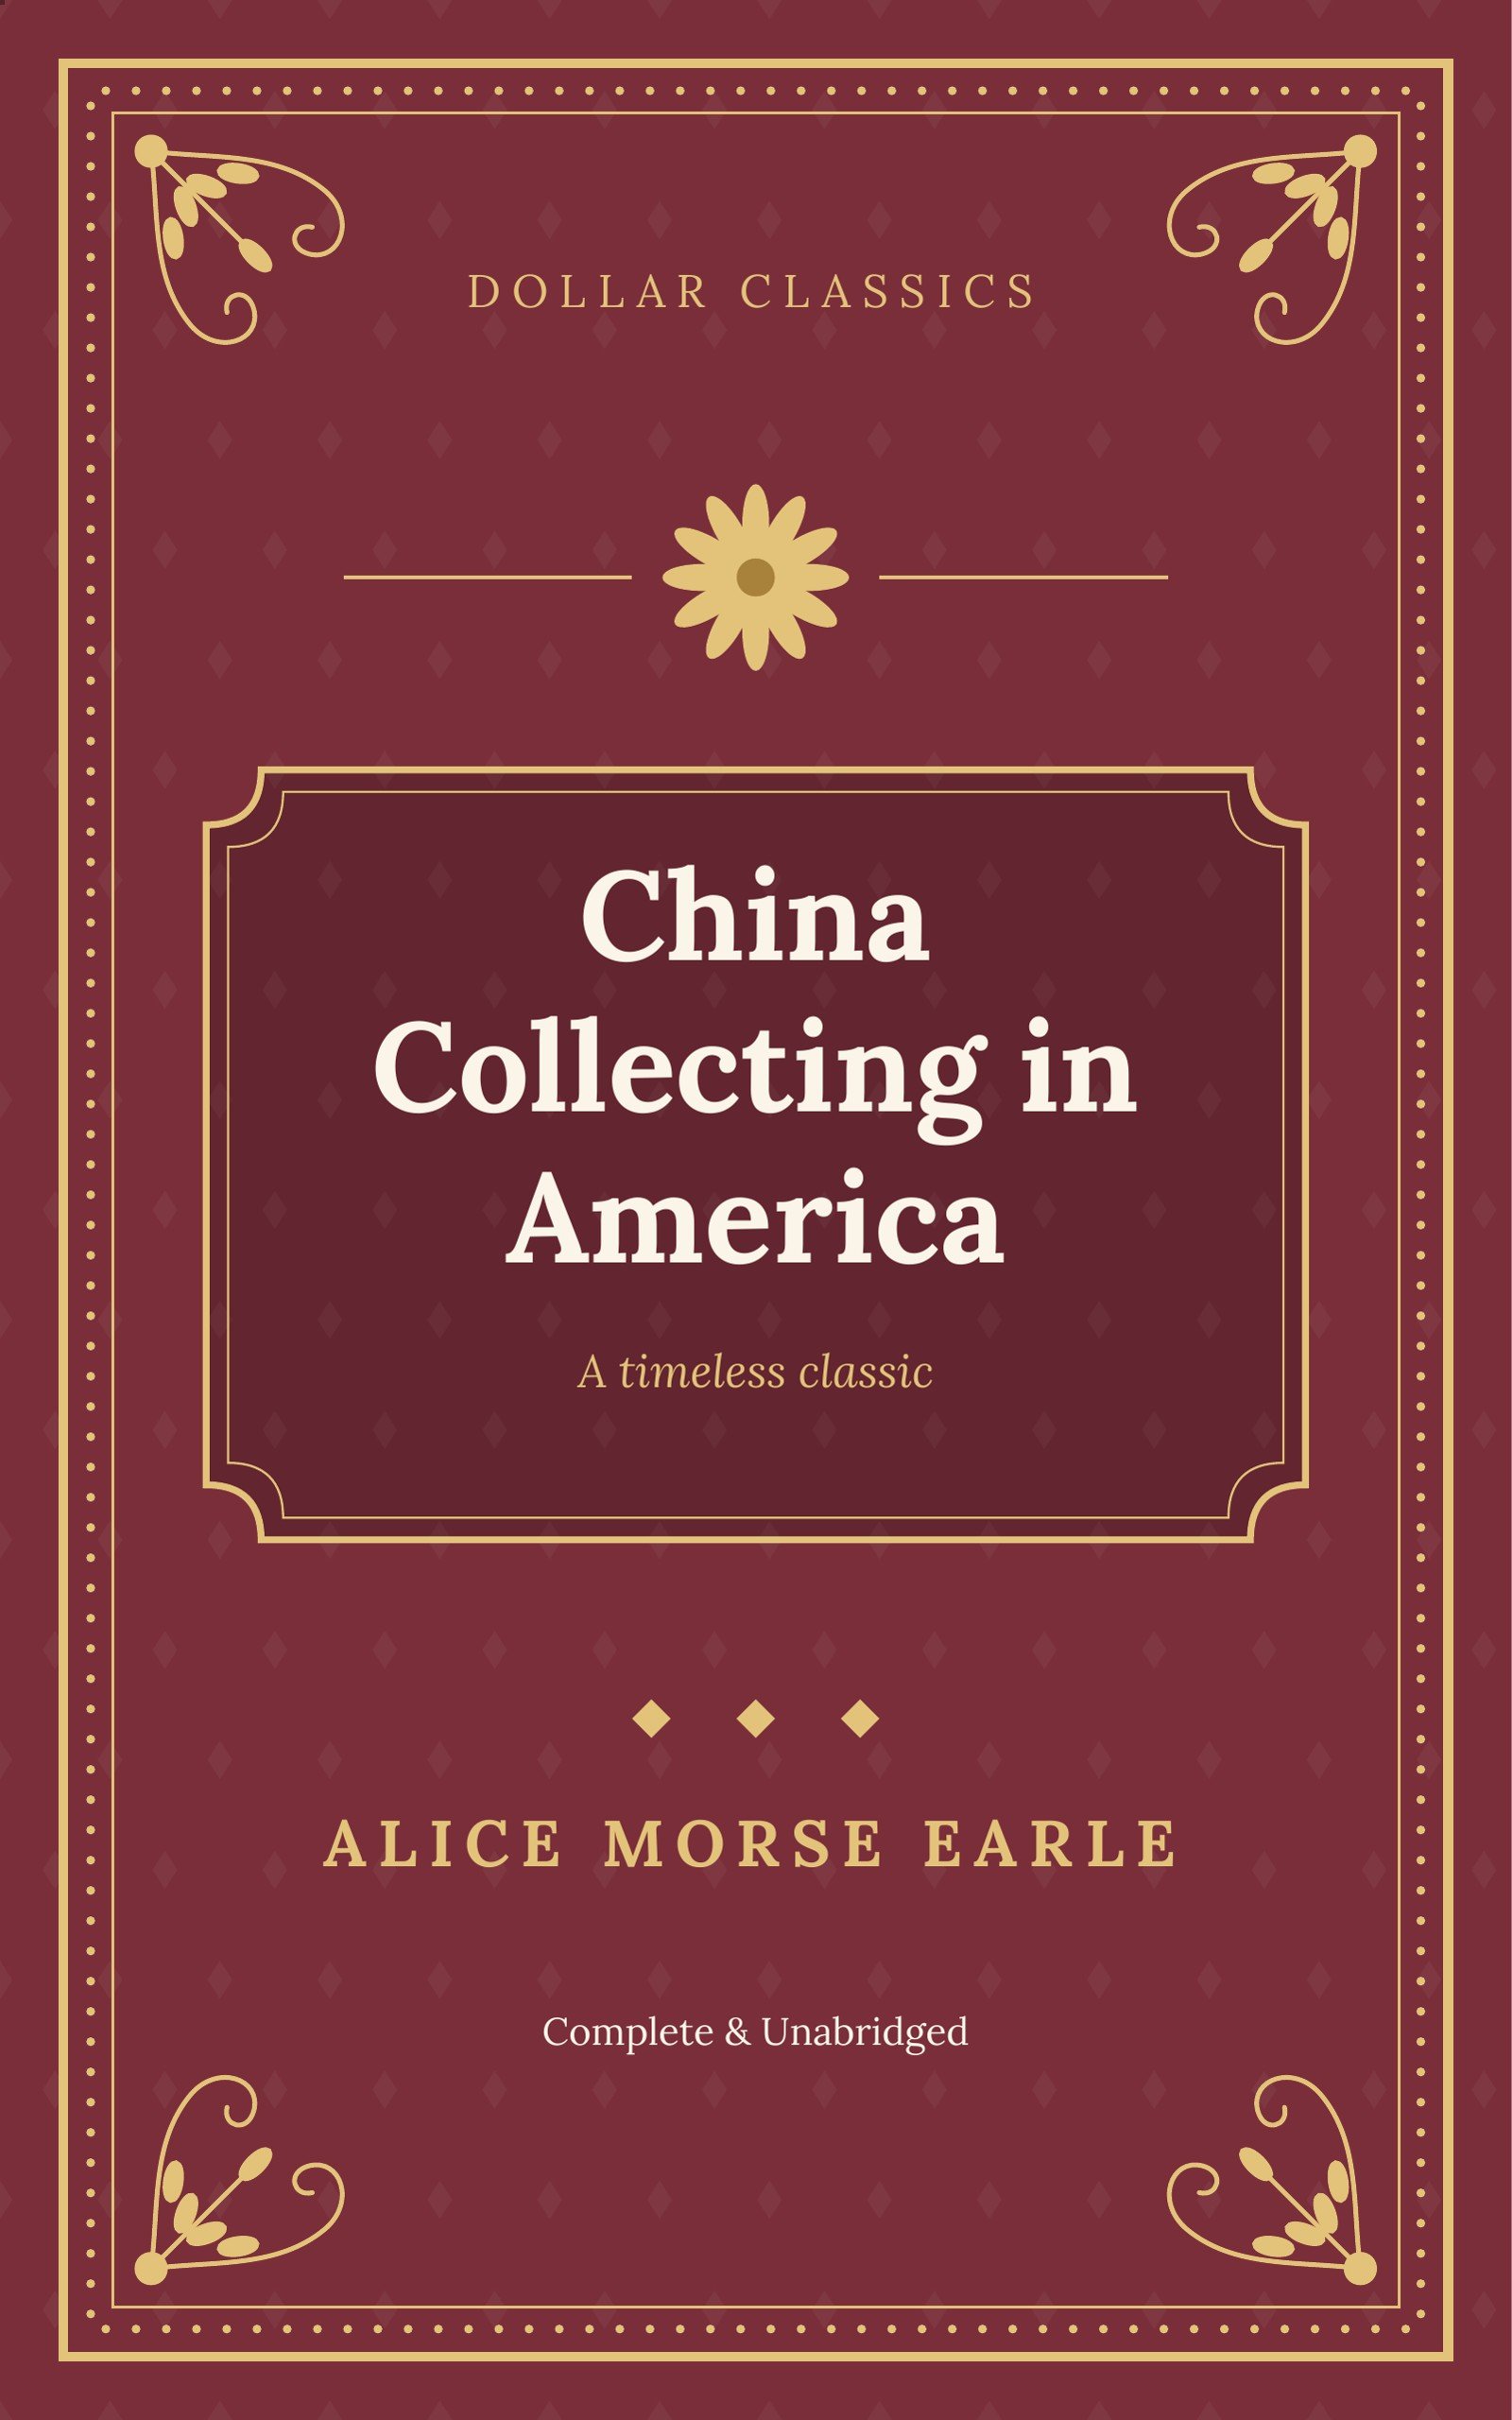 DOLLAR CLASSICS
China
Collecting in
America
A timeless classic
ALICE MORSE EARLE
Complete & Unabridged